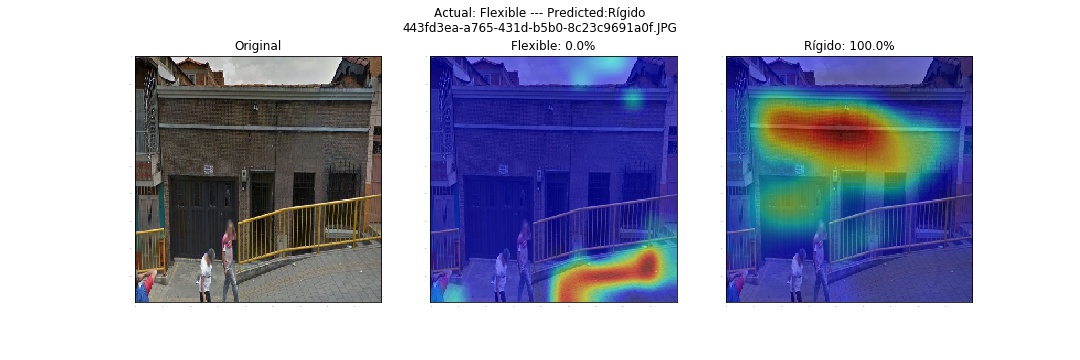 Actual: Flexible --- Predicted:Rígido
443fd3ea-a765-431d-b5b0-8c23c9691a0f.JPG
Original
Flexible: 0.0%
Rígido: 100.0%